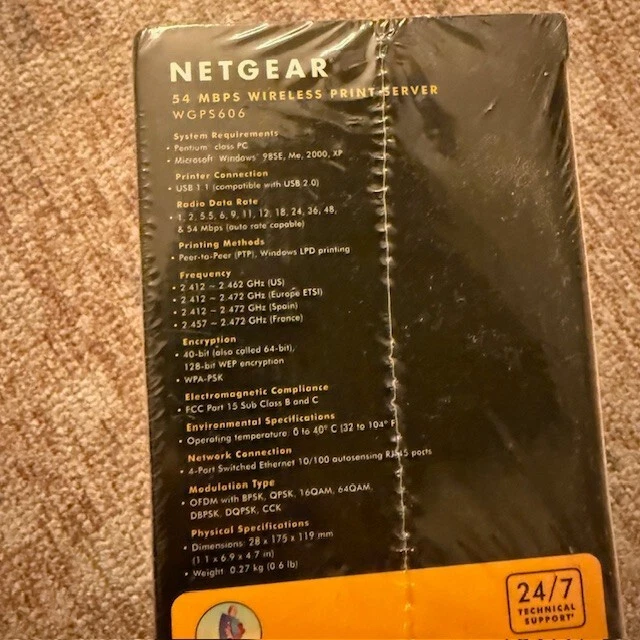 NETGEAR
54 MBPS WIRELESS PRINT SERVER
WGPS606
System Requirements
• Pentium class PC
• Microsoft Windows 98SE, Me, 2000, XP
Printer Connection
• USB 1.1 (compatible with USB 2.0)
Radio Data Rate
• 1, 2, 5.5, 6, 9, 11, 12, 18, 24, 36, 48,
& 54 Mbps (auto rate capable)
Printing Methods
• Peer-to-Peer (PTP), Windows LPD printing
Frequency
• 2.412 – 2.462 GHz (US)
• 2.412 – 2.472 GHz (Europe ETSI)
• 2.412 – 2.472 GHz (Spain)
• 2.457 – 2.472 GHz (France)
Encryption
• 40-bit (also called 64-bit),
128-bit WEP encryption
• WPA-PSK
Electromagnetic Compliance
• FCC Part 15 Sub Class B and C
Environmental Specifications
• Operating temperature: 0 to 40° C (32 to 104° F
Network Connection
• 4-Port Switched Ethernet 10/100 autosensing RJ-45 ports
Modulation Type
• OFDM with BPSK, QPSK, 16QAM, 64QAM,
DBPSK, DQPSK, CCK
Physical Specifications
• Dimensions: 28 x 175 x 119 mm
(1.1 x 6.9 x 4.7 in)
• Weight: 0.27 kg (0.6 lb)
24/7
TECHNICAL
SUPPORT*